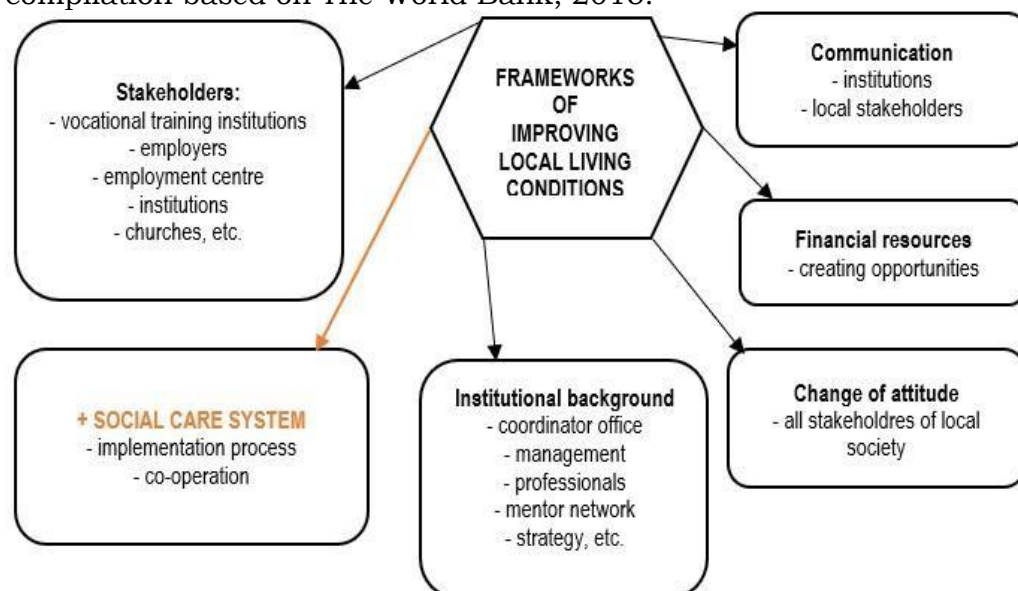 compilation based on The World Bank, 2018.
Stakeholders:
- vocational training institutions
- employers
- employment centre
- institutions
- churches, etc.
FRAMEWORKS
OF
IMPROVING
LOCAL LIVING
CONDITIONS
Communication
- institutions
- local stakeholders
Financial resources
- creating opportunities
+ SOCIAL CARE SYSTEM
- implementation process
- co-operation
Institutional background
- coordinator office
- management
- professionals
- mentor network
- strategy, etc.
Change of attitude
- all stakeholdres of local
society